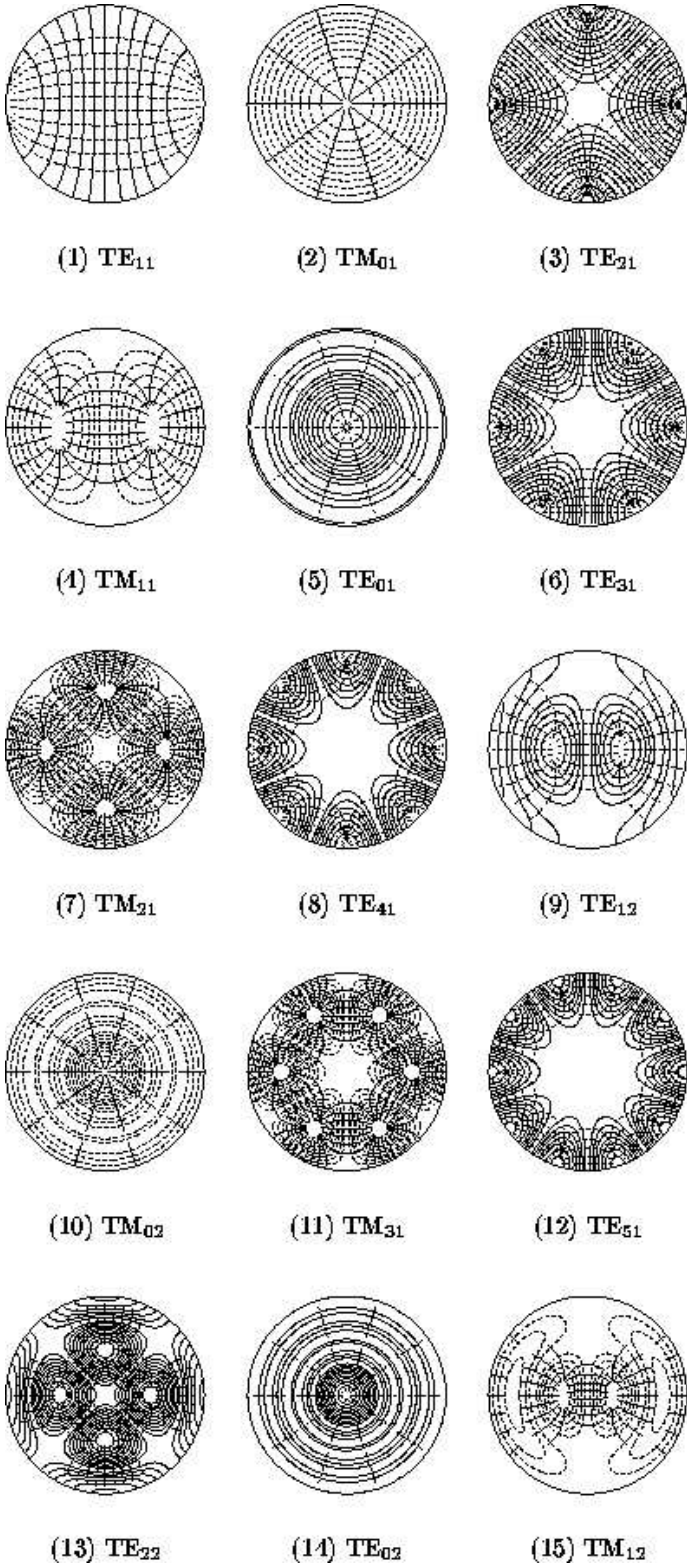 (1) TE₁₁ (2) TM₀₁ (3) TE₂₁
(4) TM₁₁ (5) TE₀₁ (6) TE₃₁
(7) TM₂₁ (8) TE₄₁ (9) TE₁₂
(10) TM₀₂ (11) TM₃₁ (12) TE₅₁
(13) TE₂₂ (14) TE₀₂ (15) TM₁₂